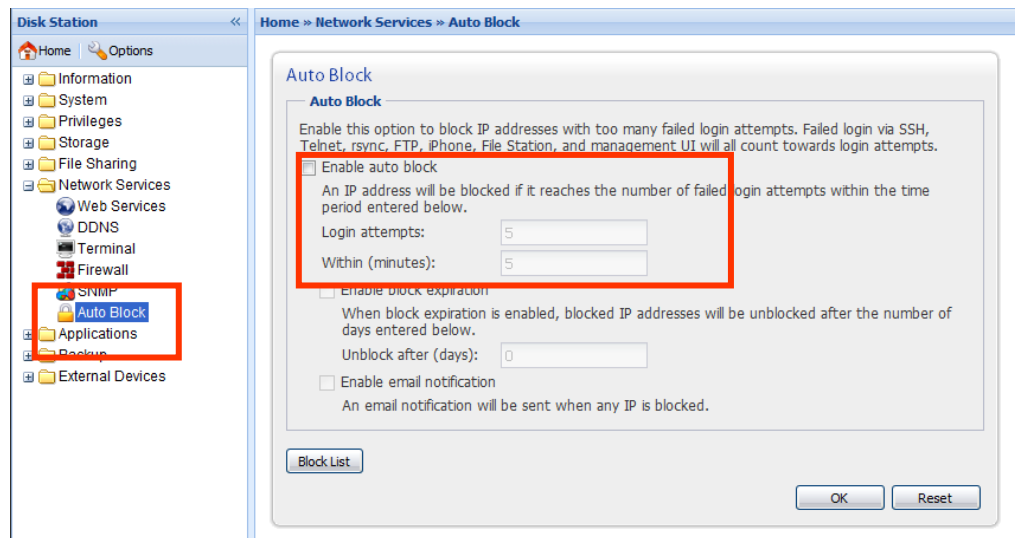 Disk Station «
Home » Network Services » Auto Block
Home Options
Information
System
Privileges
Storage
File Sharing
Network Services
Web Services
DDNS
Terminal
Firewall
SNMP
Auto Block
Applications
Backup
External Devices
Auto Block
Auto Block
Enable this option to block IP addresses with too many failed login attempts. Failed login via SSH,
Telnet, rsync, FTP, iPhone, File Station, and management UI will all count towards login attempts.
Enable auto block
An IP address will be blocked if it reaches the number of failed login attempts within the time
period entered below.
Login attempts: 5
Within (minutes): 5
Enable block expiration
When block expiration is enabled, blocked IP addresses will be unblocked after the number of
days entered below.
Unblock after (days): 0
Enable email notification
An email notification will be sent when any IP is blocked.
Block List
OK Reset